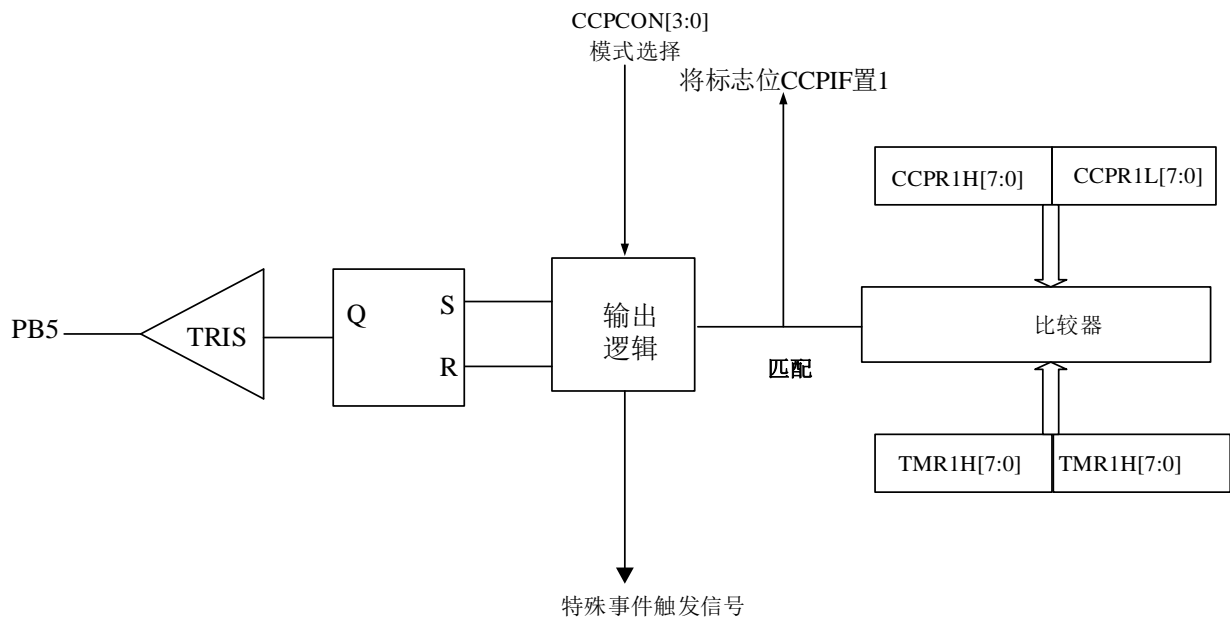 CCPCON[3:0]
模式选择
将标志位CCPIF置1
CCPR1H[7:0]
CCPR1L[7:0]
PB5
TRIS
Q
S
R
输出
逻辑
匹配
比较器
TMR1H[7:0]
TMR1H[7:0]
特殊事件触发信号